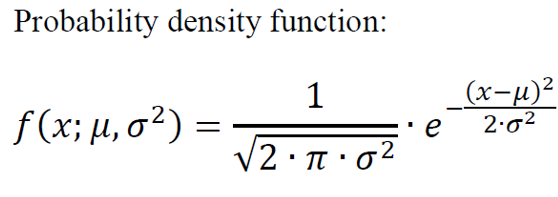 Probability density function:
f(x; μ, σ²) = 1 / √(2 · π · σ²) · e^(−(x−μ)² / (2·σ²))